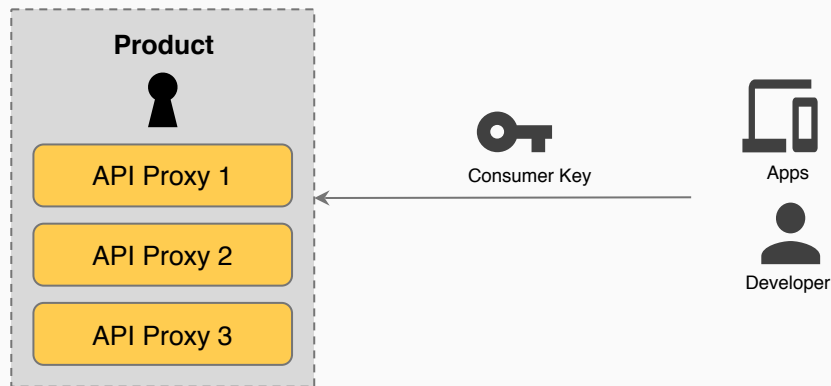 Product
API Proxy 1
API Proxy 2
API Proxy 3
Consumer Key
Apps
Developer